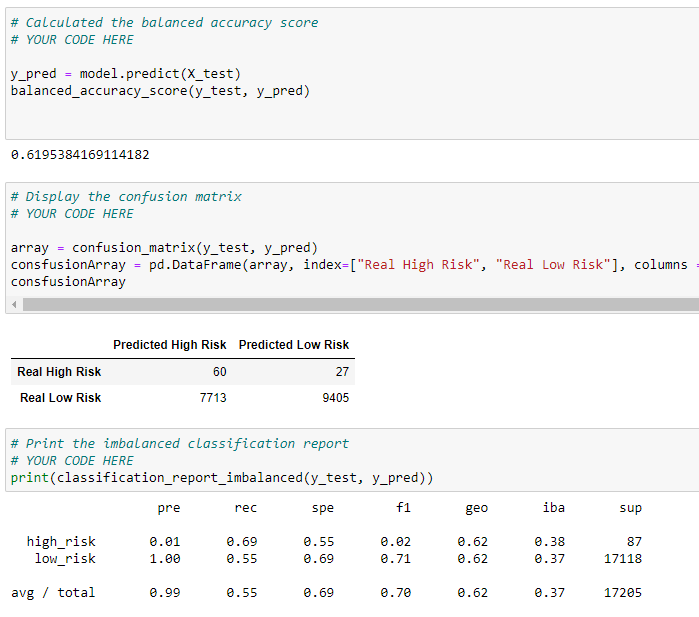 # Calculated the balanced accuracy score
# YOUR CODE HERE
y_pred = model.predict(X_test)
balanced_accuracy_score(y_test, y_pred)
0.6195384169114182
# Display the confusion matrix
# YOUR CODE HERE
array = confusion_matrix(y_test, y_pred)
consfusionArray = pd.DataFrame(array, index=["Real High Risk", "Real Low Risk"], columns =
consfusionArray
Predicted High Risk Predicted Low Risk
Real High Risk 60 27
Real Low Risk 7713 9405
# Print the imbalanced classification report
# YOUR CODE HERE
print(classification_report_imbalanced(y_test, y_pred))
pre rec spe f1 geo iba sup
high_risk 0.01 0.69 0.55 0.02 0.62 0.38 87
low_risk 1.00 0.55 0.69 0.71 0.62 0.37 17118
avg / total 0.99 0.55 0.69 0.70 0.62 0.37 17205